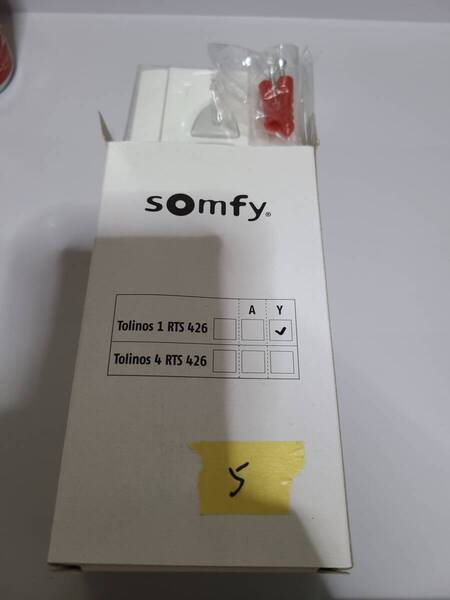 somfy®
A Y
Tolinos 1 RTS 426 ✓
Tolinos 4 RTS 426
5